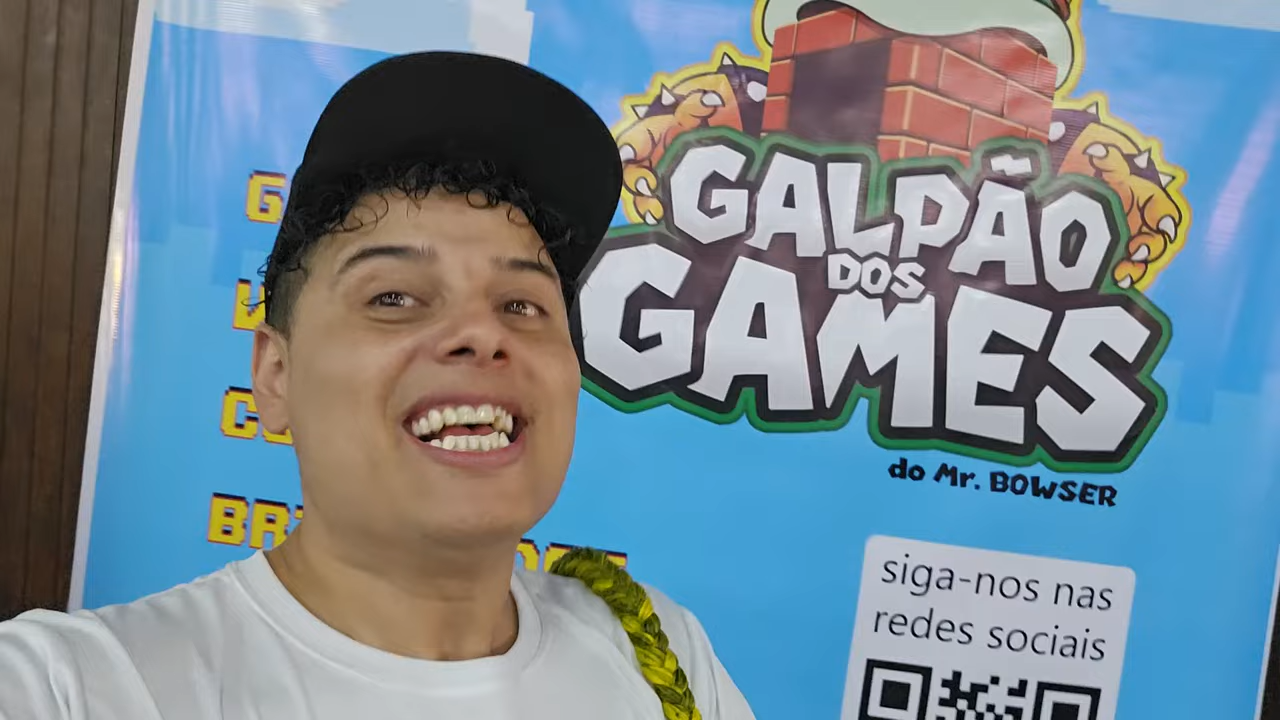 GALPÃO
DOS
GAMES
do Mr. BOWSER
siga-nos nas
redes sociais